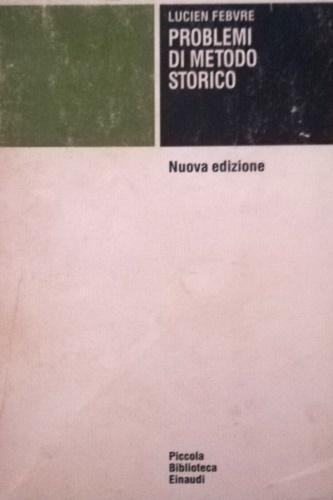 LUCIEN FEBVRE
PROBLEMI
DI METODO
STORICO
Nuova edizione
Piccola
Biblioteca
Einaudi